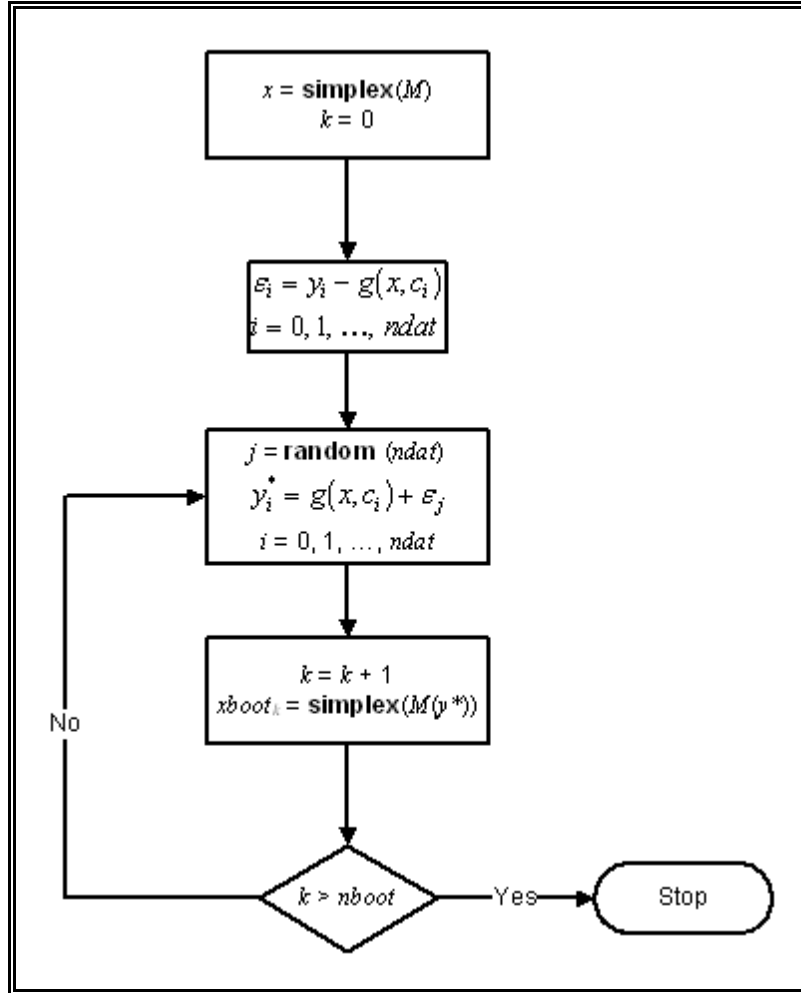 x = simplex(M)
k = 0
εᵢ = yᵢ − g(x, cᵢ)
i = 0, 1, ..., ndat
j = random (ndat)
yᵢ* = g(x, cᵢ) + εⱼ
i = 0, 1, ..., ndat
k = k + 1
xbootₖ = simplex(M(y*))
No
k > nboot
Yes
Stop